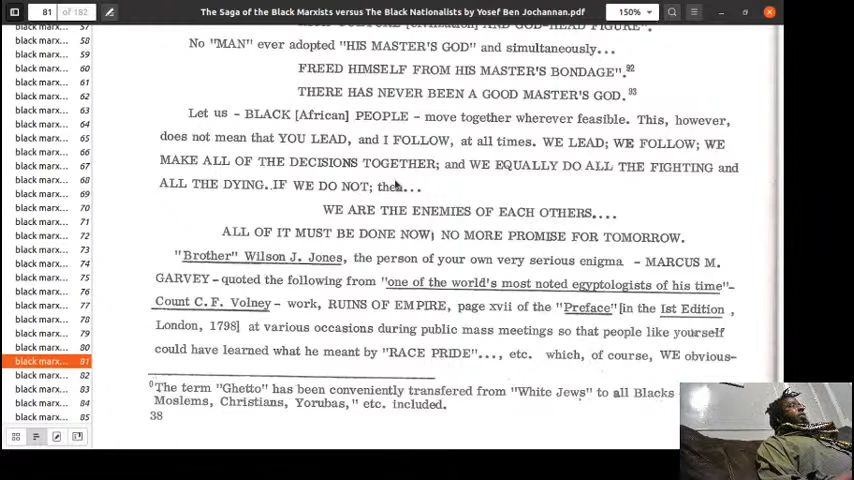 81 of 182
The Saga of the Black Marxists versus The Black Nationalists by Yosef Ben Jochannan.pdf
150%
black marx... 57
black marx... 58
black marx... 59
black marx... 60
black marx... 61
black marx... 62
black marx... 63
black marx... 64
black marx... 65
black marx... 66
black marx... 67
black marx... 68
black marx... 69
black marx... 70
black marx... 71
black marx... 72
black marx... 73
black marx... 74
black marx... 75
black marx... 76
black marx... 77
black marx... 78
black marx... 79
black marx... 80
black marx... 81
black marx... 82
black marx... 83
black marx... 84
black marx... 85
AND GOD-HEAD FIGURE".
No "MAN" ever adopted "HIS MASTER'S GOD" and simultaneously...
FREED HIMSELF FROM HIS MASTER'S BONDAGE".92
THERE HAS NEVER BEEN A GOOD MASTER'S GOD.93
Let us - BLACK [African] PEOPLE - move together wherever feasible. This, however,
does not mean that YOU LEAD, and I FOLLOW, at all times. WE LEAD; WE FOLLOW; WE
MAKE ALL OF THE DECISIONS TOGETHER; and WE EQUALLY DO ALL THE FIGHTING and
ALL THE DYING. .IF WE DO NOT; then...
WE ARE THE ENEMIES OF EACH OTHERS....
ALL OF IT MUST BE DONE NOW; NO MORE PROMISE FOR TOMORROW.
"Brother" Wilson J. Jones, the person of your own very serious enigma - MARCUS M.
GARVEY - quoted the following from "one of the world's most noted egyptologists of his time"-
Count C.F. Volney - work, RUINS OF EMPIRE, page xvii of the "Preface" [in the Ist Edition ,
London, 1798] at various occasions during public mass meetings so that people like yourself
could have learned what he meant by "RACE PRIDE"..., etc. which, of course, WE obvious-
0The term "Ghetto" has been conveniently transfered from "White Jews" to all Blacks
Moslems, Christians, Yorubas," etc. included.
38